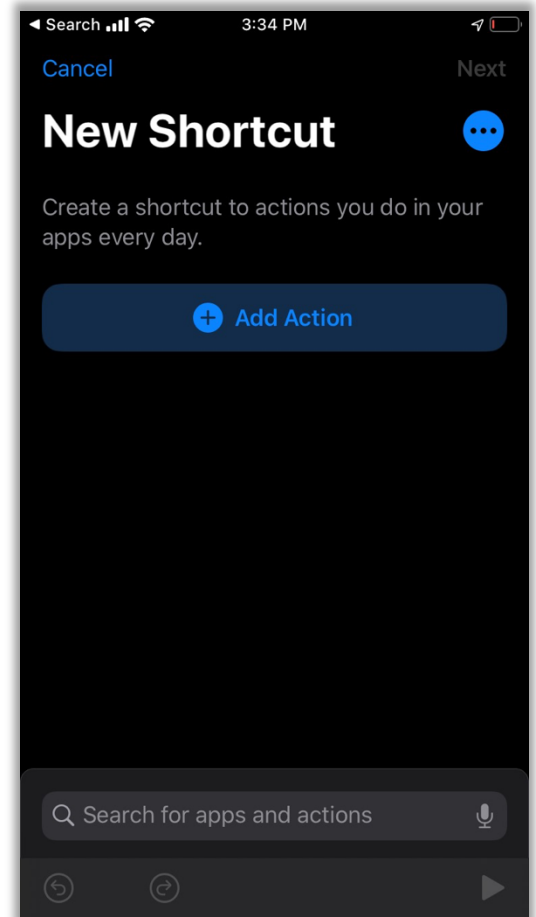 ◀ Search
3:34 PM
Cancel
Next
New Shortcut
Create a shortcut to actions you do in your
apps every day.
Add Action
Search for apps and actions